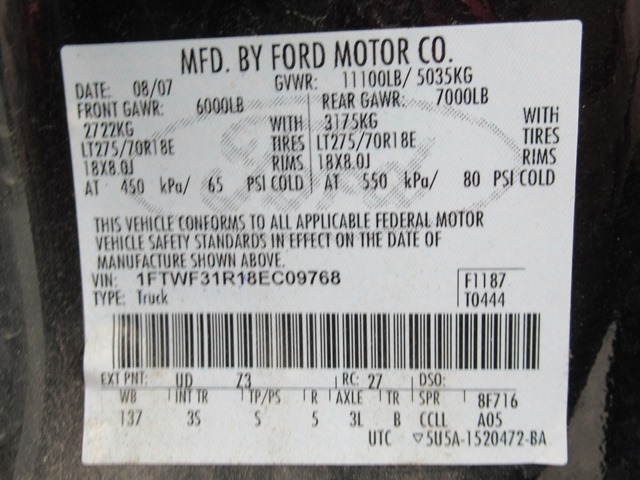 MFD. BY FORD MOTOR CO.
DATE: 08/07 GVWR: 11100LB/ 5035KG
FRONT GAWR: 6000LB REAR GAWR: 7000LB
2722KG WITH 3175KG WITH
LT275/70R18E TIRES LT275/70R18E TIRES
18X8.0J RIMS 18X8.0J RIMS
AT 450 kPa/ 65 PSI COLD AT 550 kPa/ 80 PSI COLD
THIS VEHICLE CONFORMS TO ALL APPLICABLE FEDERAL MOTOR
VEHICLE SAFETY STANDARDS IN EFFECT ON THE DATE OF
MANUFACTURE SHOWN ABOVE.
VIN: 1FTWF31R18EC09768 F1187
TYPE: Truck T0444
EXT PNT: UD Z3 RC: 27 DSO:
WB INT TR TP/PS R AXLE TR SPR 8F716
137 3S S 5 3L B CCLL A05
UTC ▽5U5A-1520472-BA